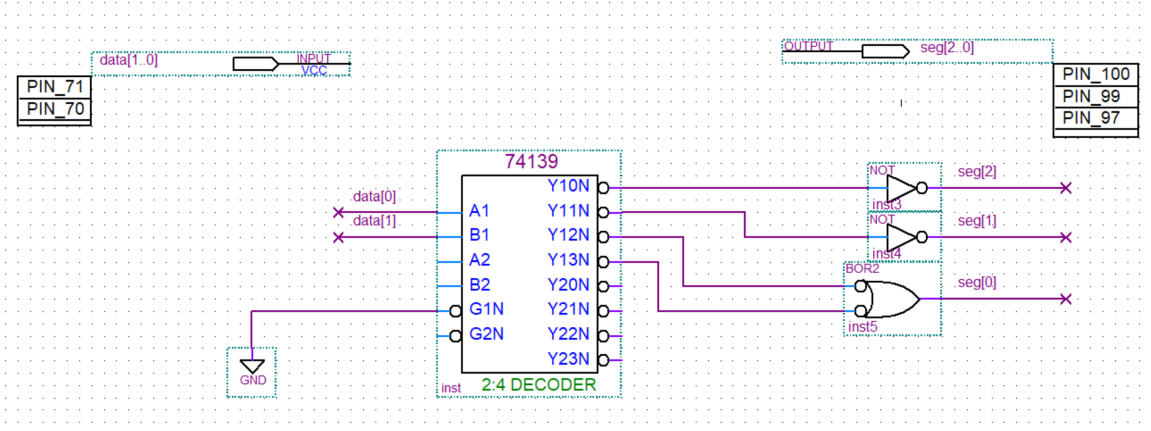 data[1..0]
INPUT
VCC
OUTPUT
seg[2..0]
PIN_71
PIN_70
PIN_100
PIN_99
PIN_97
74139
data[0]
data[1]
A1
B1
A2
B2
G1N
G2N
Y10N
Y11N
Y12N
Y13N
Y20N
Y21N
Y22N
Y23N
inst
2:4 DECODER
GND
NOT
seg[2]
inst3
NOT
seg[1]
inst4
BOR2
seg[0]
inst5